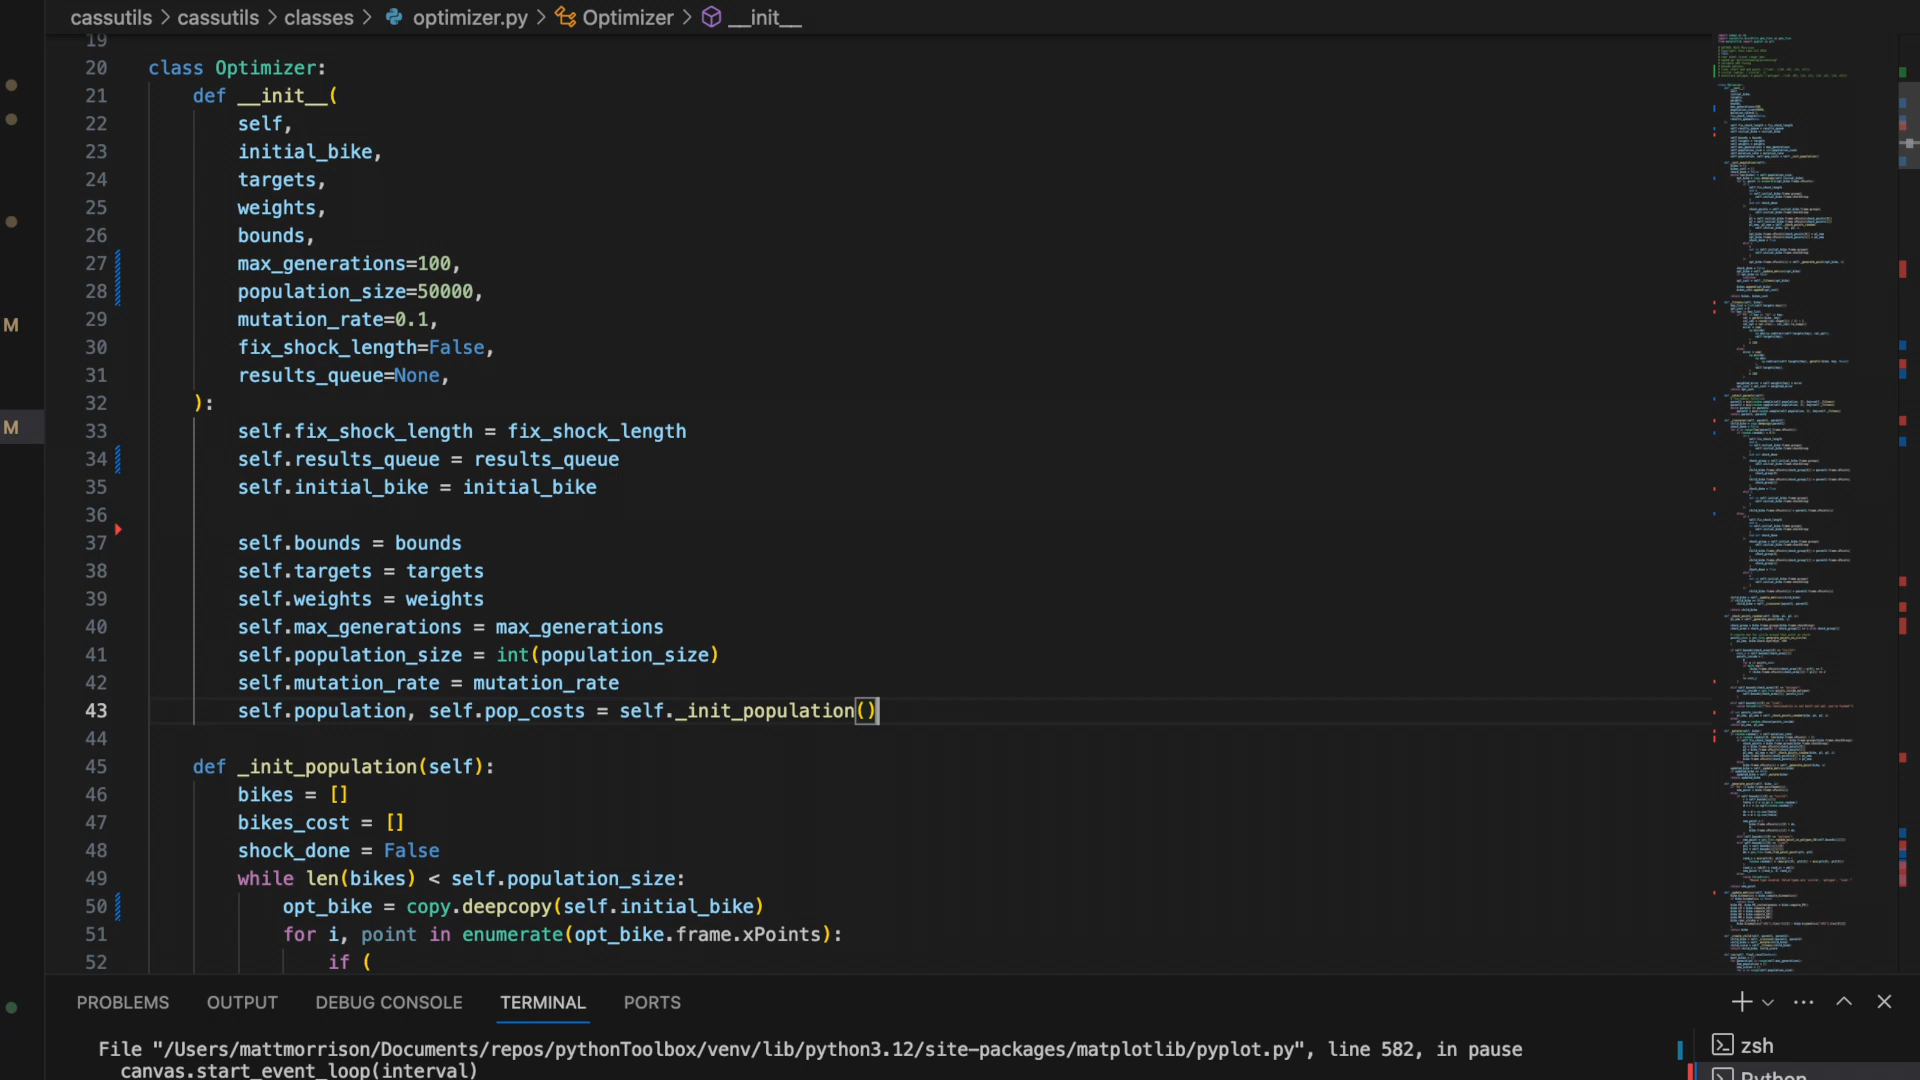 cassutils > cassutils > classes > optimizer.py > Optimizer > __init__
19
20 class Optimizer:
21 def __init__(
22 self,
23 initial_bike,
24 targets,
25 weights,
26 bounds,
27 max_generations=100,
28 population_size=50000,
29 mutation_rate=0.1,
30 fix_shock_length=False,
31 results_queue=None,
32 ):
33 self.fix_shock_length = fix_shock_length
34 self.results_queue = results_queue
35 self.initial_bike = initial_bike
36
37 self.bounds = bounds
38 self.targets = targets
39 self.weights = weights
40 self.max_generations = max_generations
41 self.population_size = int(population_size)
42 self.mutation_rate = mutation_rate
43 self.population, self.pop_costs = self._init_population()
44
45 def _init_population(self):
46 bikes = []
47 bikes_cost = []
48 shock_done = False
49 while len(bikes) < self.population_size:
50 opt_bike = copy.deepcopy(self.initial_bike)
51 for i, point in enumerate(opt_bike.frame.xPoints):
52 if (
M
M
PROBLEMS OUTPUT DEBUG CONSOLE TERMINAL PORTS
File "/Users/mattmorrison/Documents/repos/pythonToolbox/venv/lib/python3.12/site-packages/matplotlib/pyplot.py", line 582, in pause
canvas.start_event_loop(interval)
zsh
Python